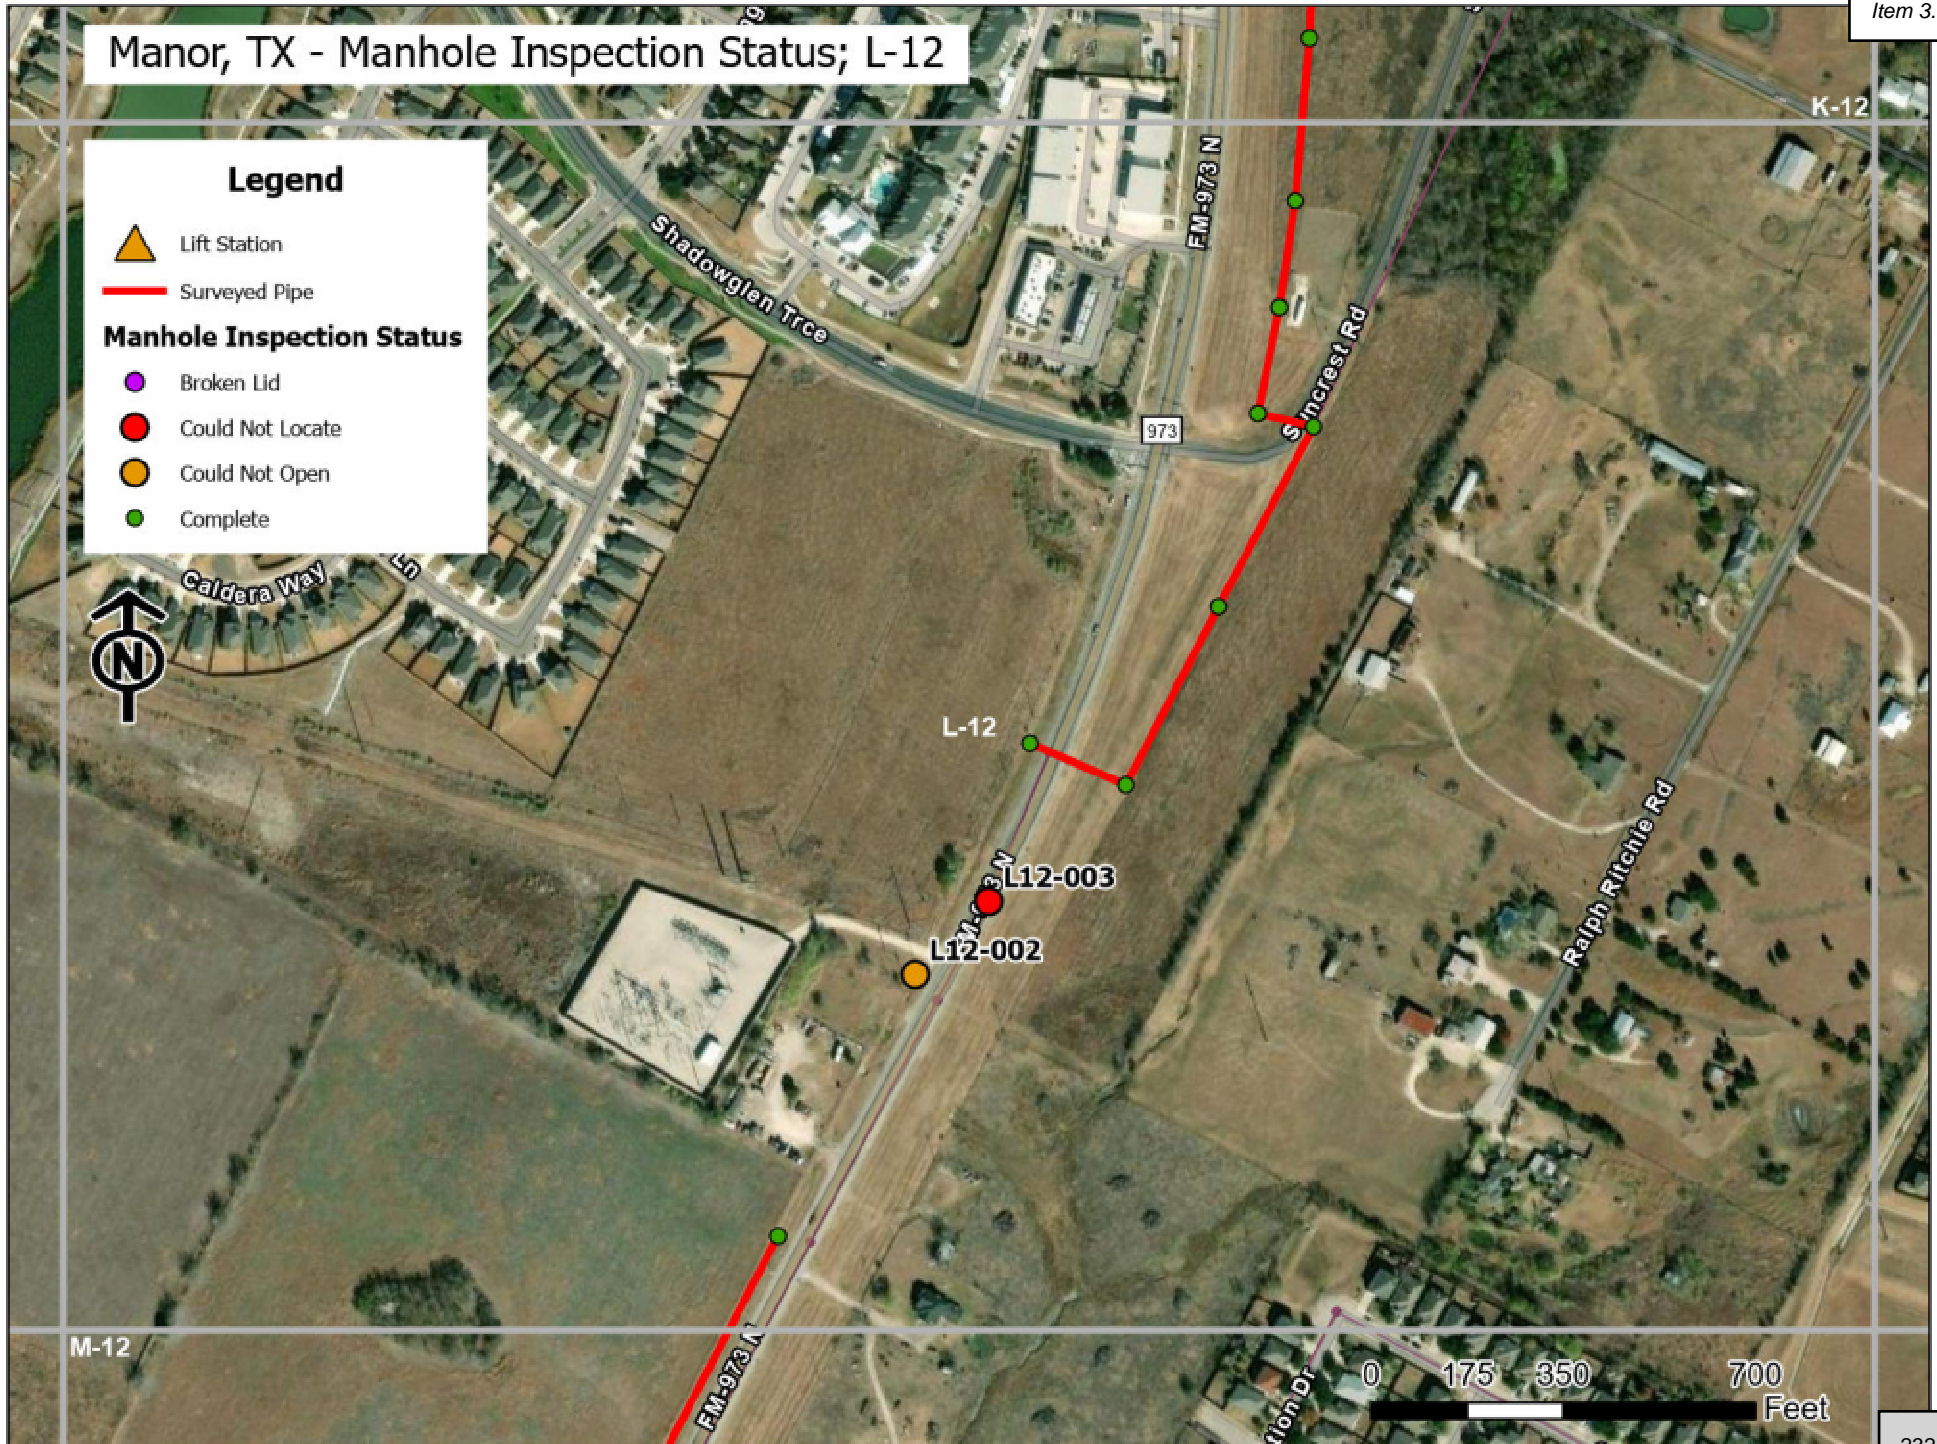 Item 3.
Manor, TX - Manhole Inspection Status; L-12
K-12
Legend
Lift Station
Surveyed Pipe
Manhole Inspection Status
Broken Lid
Could Not Locate
Could Not Open
Complete
FM-973 N
Shadowglen Trce
Suncrest Rd
973
Ln
Caldera Way
N
L-12
Ralph Ritchie Rd
L12-003
L12-002
M-12
FM-973 N
0 175 350 700
Feet